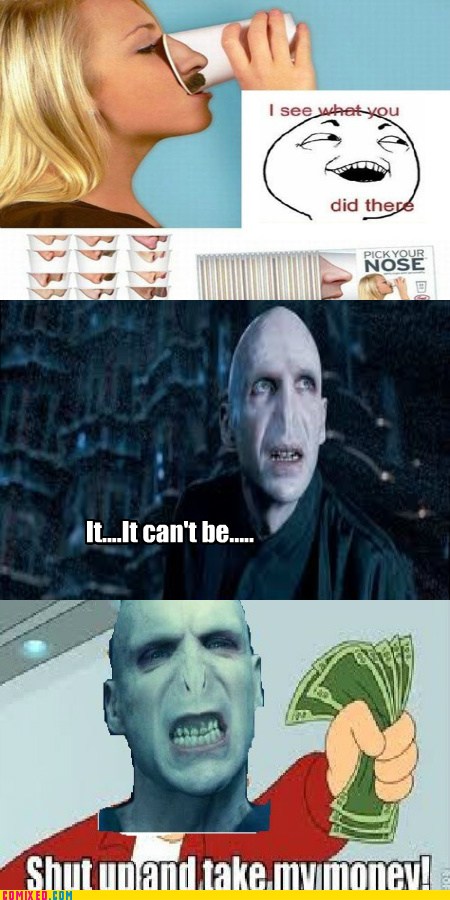 I see what you
did there
PICK YOUR
NOSE
It....It can't be.....
Shut up and take my money!
COMIXED.COM